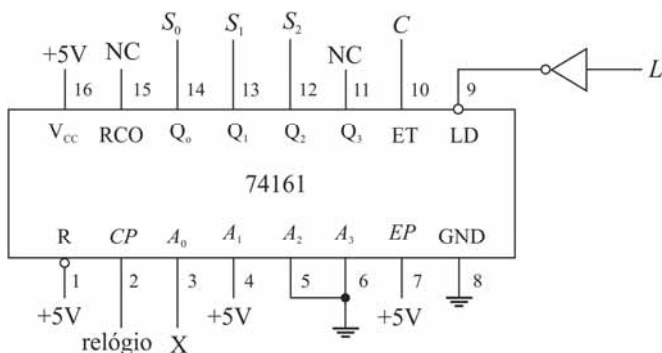 S₀ S₁ S₂ C
+5V NC NC L
16 15 14 13 12 11 10 9
V_CC RCO Q₀ Q₁ Q₂ Q₃ ET LD
74161
R CP A₀ A₁ A₂ A₃ EP GND
1 2 3 4 5 6 7 8
+5V +5V +5V
relógio X